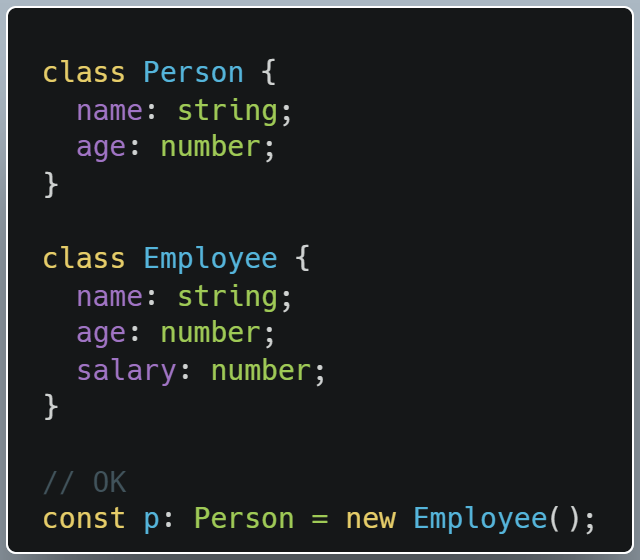 class Person {
  name: string;
  age: number;
}

class Employee {
  name: string;
  age: number;
  salary: number;
}

// OK
const p: Person = new Employee();